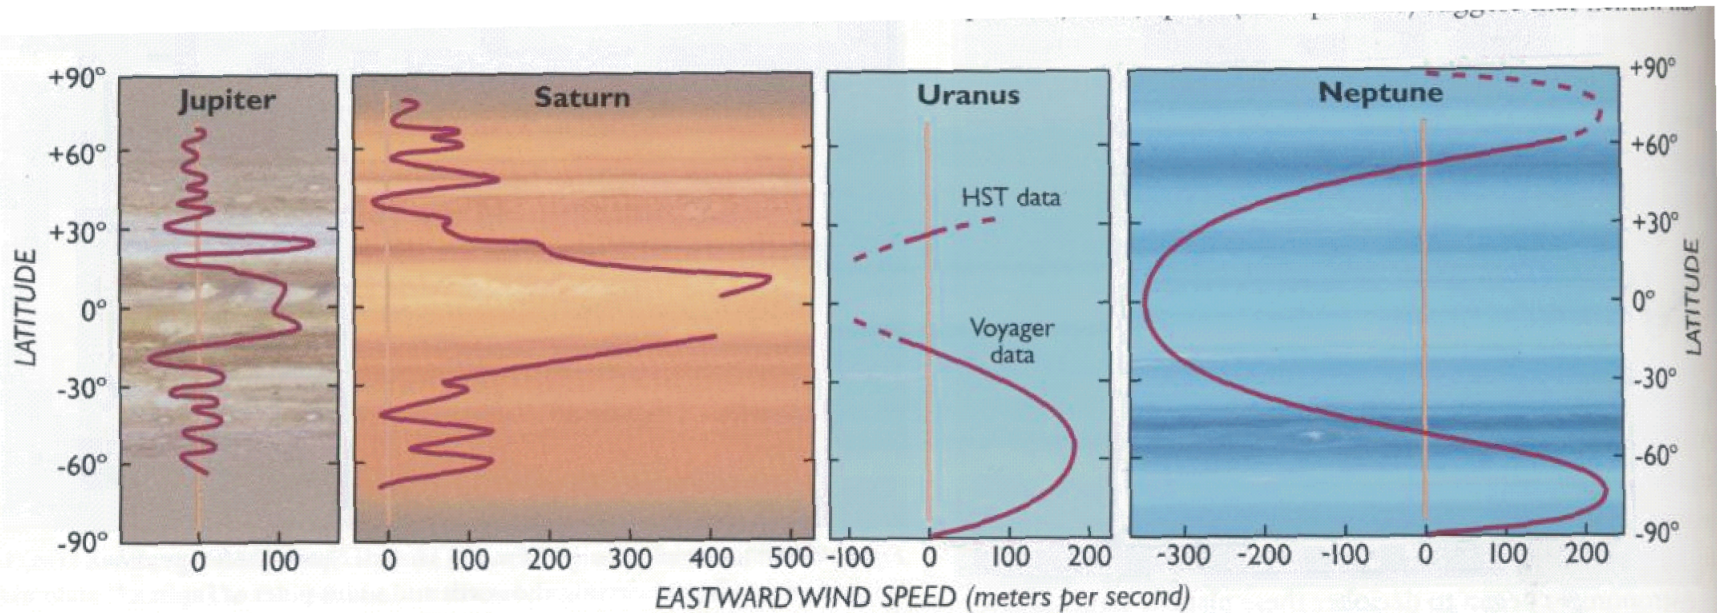 Jupiter
Saturn
Uranus
Neptune
+90°
+60°
+30°
0°
-30°
-60°
-90°
LATITUDE
HST data
Voyager
data
+90°
+60°
+30°
0°
-30°
-60°
-90°
LATITUDE
0 100
0 100 200 300 400 500
-100 0 100 200
-300 -200 -100 0 100 200
EASTWARD WIND SPEED (meters per second)